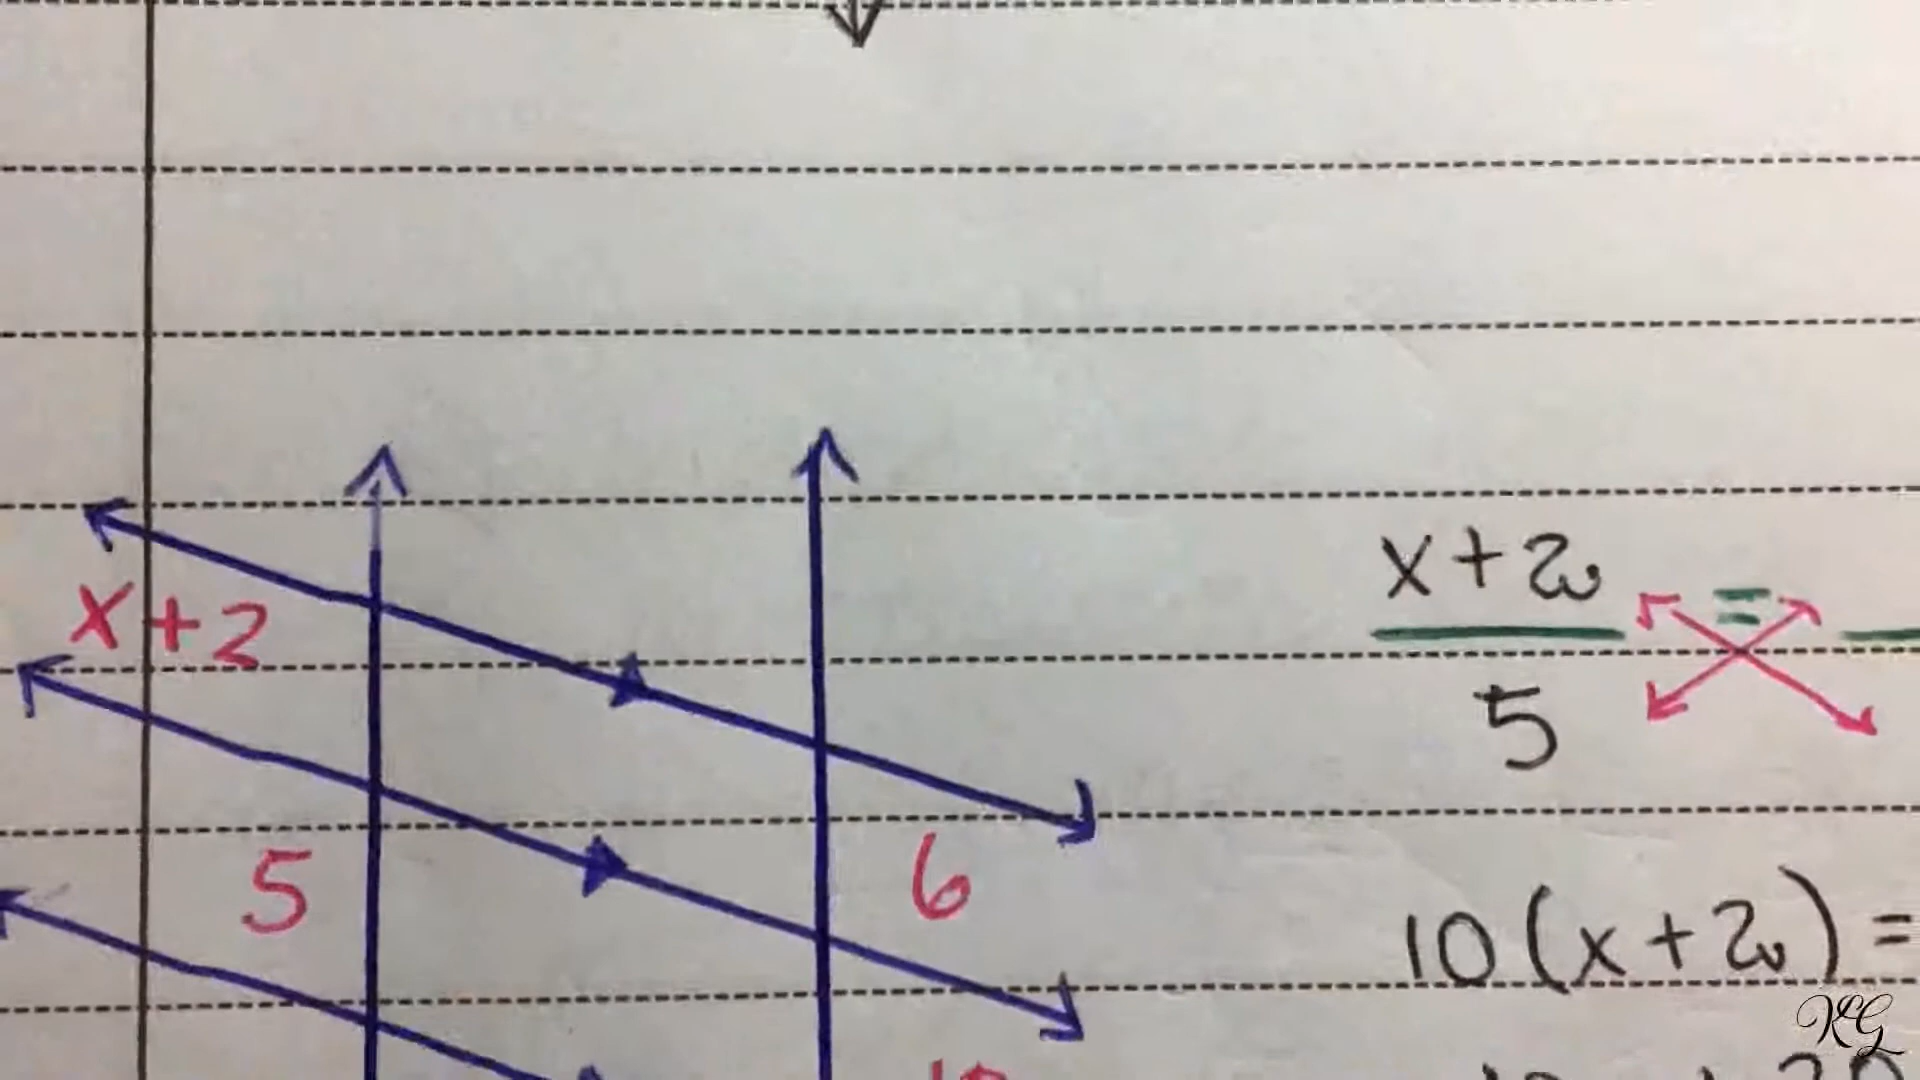 x+2
x+2 =
5
5
6
10(x+2) =
KG